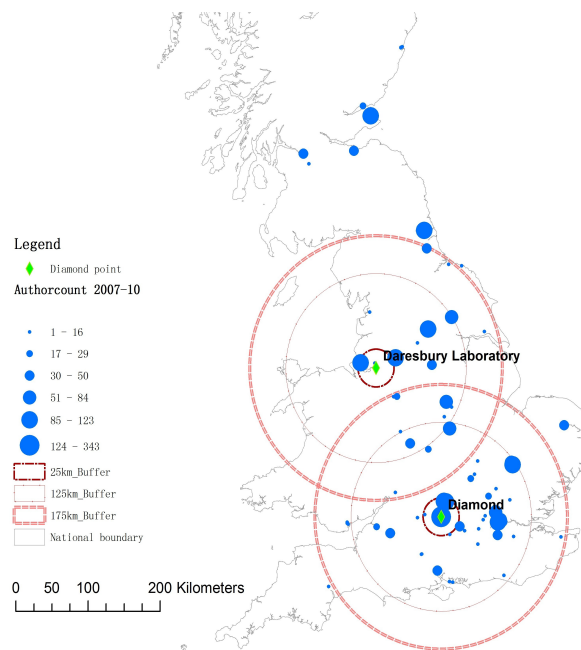 Legend
Diamond point
Authorcount 2007-10
1 - 16
17 - 29
30 - 50
51 - 84
85 - 123
124 - 343
25km_Buffer
125km_Buffer
175km_Buffer
National boundary
0 50 100 200 Kilometers
Daresbury Laboratory
Diamond